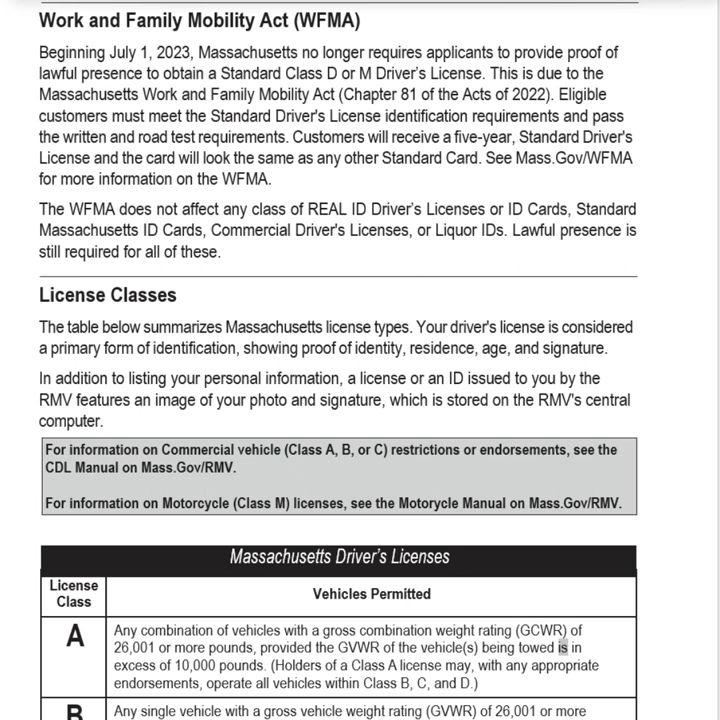 Work and Family Mobility Act (WFMA)
Beginning July 1, 2023, Massachusetts no longer requires applicants to provide proof of
lawful presence to obtain a Standard Class D or M Driver's License. This is due to the
Massachusetts Work and Family Mobility Act (Chapter 81 of the Acts of 2022). Eligible
customers must meet the Standard Driver's License identification requirements and pass
the written and road test requirements. Customers will receive a five-year, Standard Driver's
License and the card will look the same as any other Standard Card. See Mass.Gov/WFMA
for more information on the WFMA.
The WFMA does not affect any class of REAL ID Driver's Licenses or ID Cards, Standard
Massachusetts ID Cards, Commercial Driver's Licenses, or Liquor IDs. Lawful presence is
still required for all of these.
License Classes
The table below summarizes Massachusetts license types. Your driver's license is considered
a primary form of identification, showing proof of identity, residence, age, and signature.
In addition to listing your personal information, a license or an ID issued to you by the
RMV features an image of your photo and signature, which is stored on the RMV's central
computer.
For information on Commercial vehicle (Class A, B, or C) restrictions or endorsements, see the
CDL Manual on Mass.Gov/RMV.
For information on Motorcycle (Class M) licenses, see the Motorycle Manual on Mass.Gov/RMV.
Massachusetts Driver's Licenses
License
Class
Vehicles Permitted
A
Any combination of vehicles with a gross combination weight rating (GCWR) of
26,001 or more pounds, provided the GVWR of the vehicle(s) being towed is in
excess of 10,000 pounds. (Holders of a Class A license may, with any appropriate
endorsements, operate all vehicles within Class B, C, and D.)
B
Any single vehicle with a gross vehicle weight rating (GVWR) of 26,001 or more